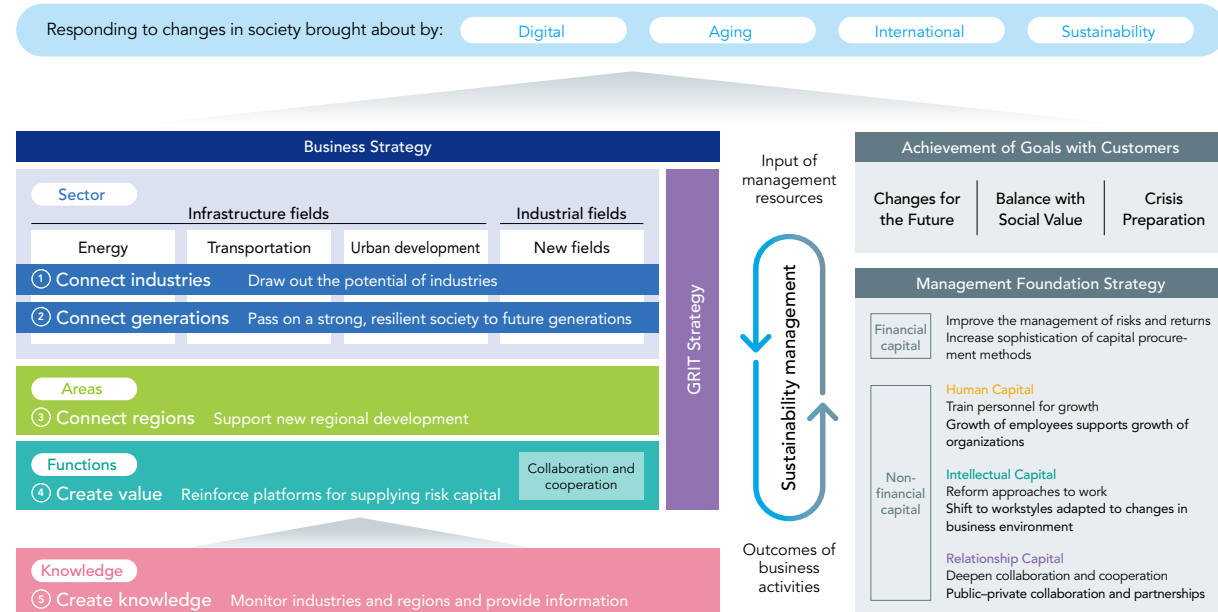 Responding to changes in society brought about by:
Digital
Aging
International
Sustainability
Business Strategy
Sector
Infrastructure fields
Industrial fields
Energy
Transportation
Urban development
New fields
① Connect industries Draw out the potential of industries
② Connect generations Pass on a strong, resilient society to future generations
Areas
③ Connect regions Support new regional development
Functions
④ Create value Reinforce platforms for supplying risk capital
Collaboration and
cooperation
GRIT Strategy
Knowledge
⑤ Create knowledge Monitor industries and regions and provide information
Input of
management
resources
Sustainability management
Outcomes of
business
activities
Achievement of Goals with Customers
Changes for
the Future
Balance with
Social Value
Crisis
Preparation
Management Foundation Strategy
Financial
capital
Improve the management of risks and returns
Increase sophistication of capital procure-
ment methods
Non-
financial
capital
Human Capital
Train personnel for growth
Growth of employees supports growth of
organizations
Intellectual Capital
Reform approaches to work
Shift to workstyles adapted to changes in
business environment
Relationship Capital
Deepen collaboration and cooperation
Public–private collaboration and partnerships